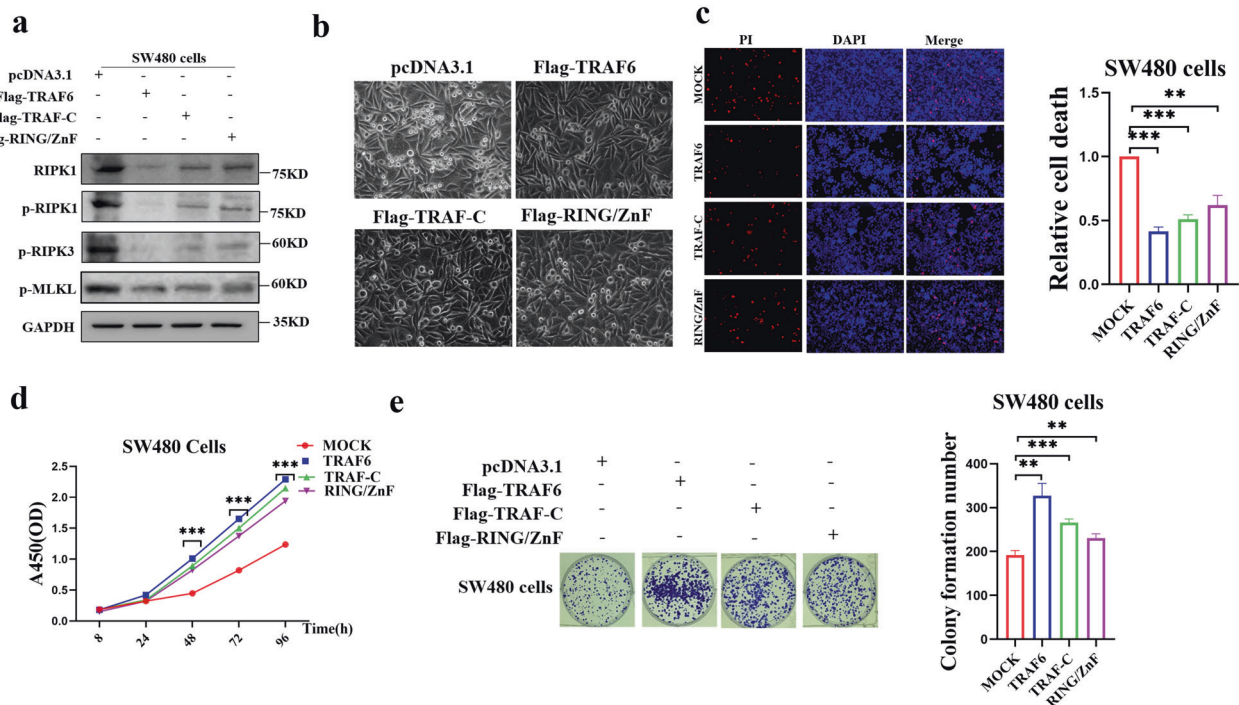 a
SW480 cells
pcDNA3.1 + - - -
Flag-TRAF6 - + - -
lag-TRAF-C - - + -
g-RING/ZnF - - - +
RIPK1
75KD
p-RIPK1
75KD
p-RIPK3
60KD
p-MLKL
60KD
GAPDH
35KD
b
pcDNA3.1 Flag-TRAF6
Flag-TRAF-C Flag-RING/ZnF
c
PI DAPI Merge
MOCK
TRAF6
TRAF-C
RING/ZnF
SW480 cells
Relative cell death
**
***
***
1.5
1.0
0.5
0.0
MOCK
TRAF6
TRAF-C
RING/ZnF
d
SW480 Cells
MOCK
TRAF6
TRAF-C
RING/ZnF
A450(OD)
2.5
2.0
1.5
1.0
0.5
0.0
***
***
***
8 24 48 72 96
Time(h)
e
pcDNA3.1 + - - -
Flag-TRAF6 - + - -
Flag-TRAF-C - - + -
Flag-RING/ZnF - - - +
SW480 cells
SW480 cells
Colony formation number
**
***
**
400
300
200
100
0
MOCK
TRAF6
TRAF-C
RING/ZnF